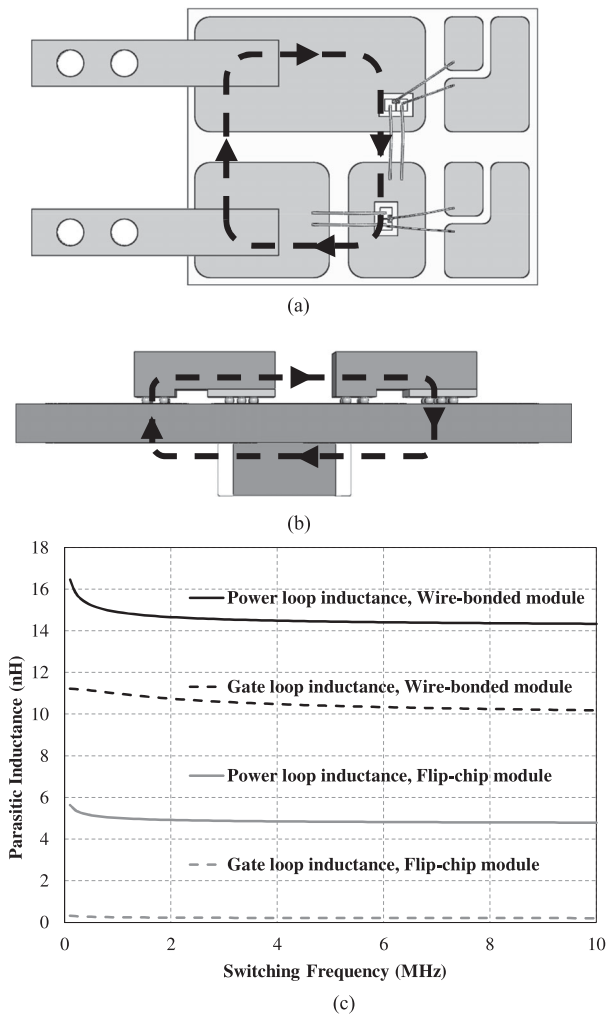 (a)
(b)
18
16
14
12
10
8
6
4
2
0
Parasitic Inductance (nH)
Power loop inductance, Wire-bonded module
Gate loop inductance, Wire-bonded module
Power loop inductance, Flip-chip module
Gate loop inductance, Flip-chip module
0 2 4 6 8 10
Switching Frequency (MHz)
(c)